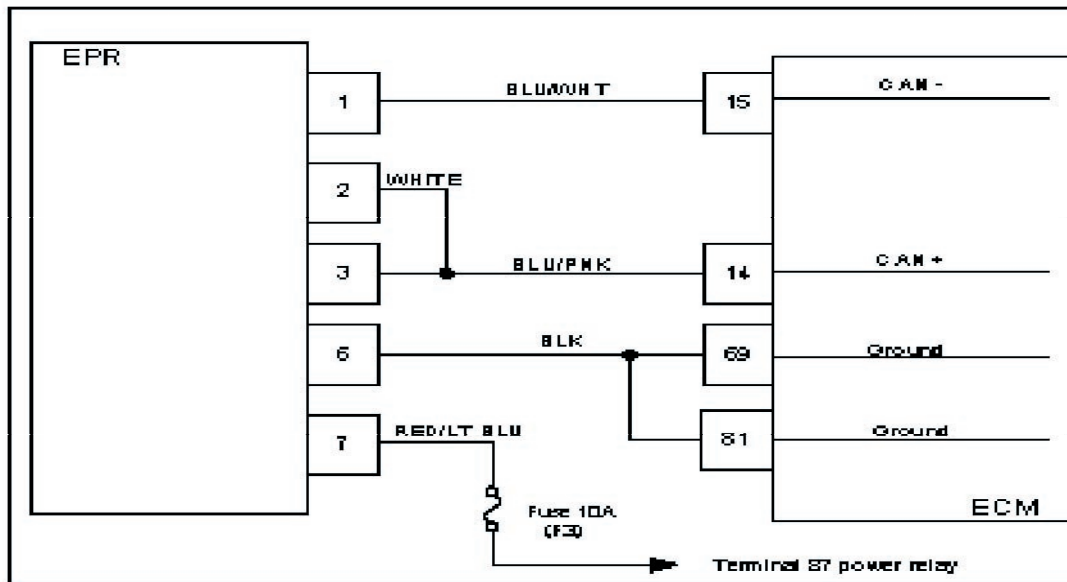 EPR
1
BLU/WHT
15
CAN -
2
WHITE
3
BLU/PNK
14
CAN +
6
BLK
69
Ground
81
Ground
7
RED/LT BLU
Fuse 10A
(F3)
ECM
Terminal 87 power relay